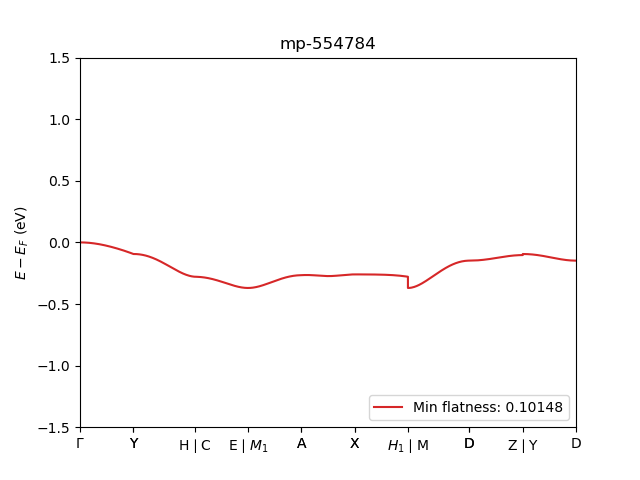 mp-554784
E − E_F (eV)
1.5
1.0
0.5
0.0
−0.5
−1.0
−1.5
Min flatness: 0.10148
Γ Y H | C E | M₁ A X H₁ | M D Z | Y D